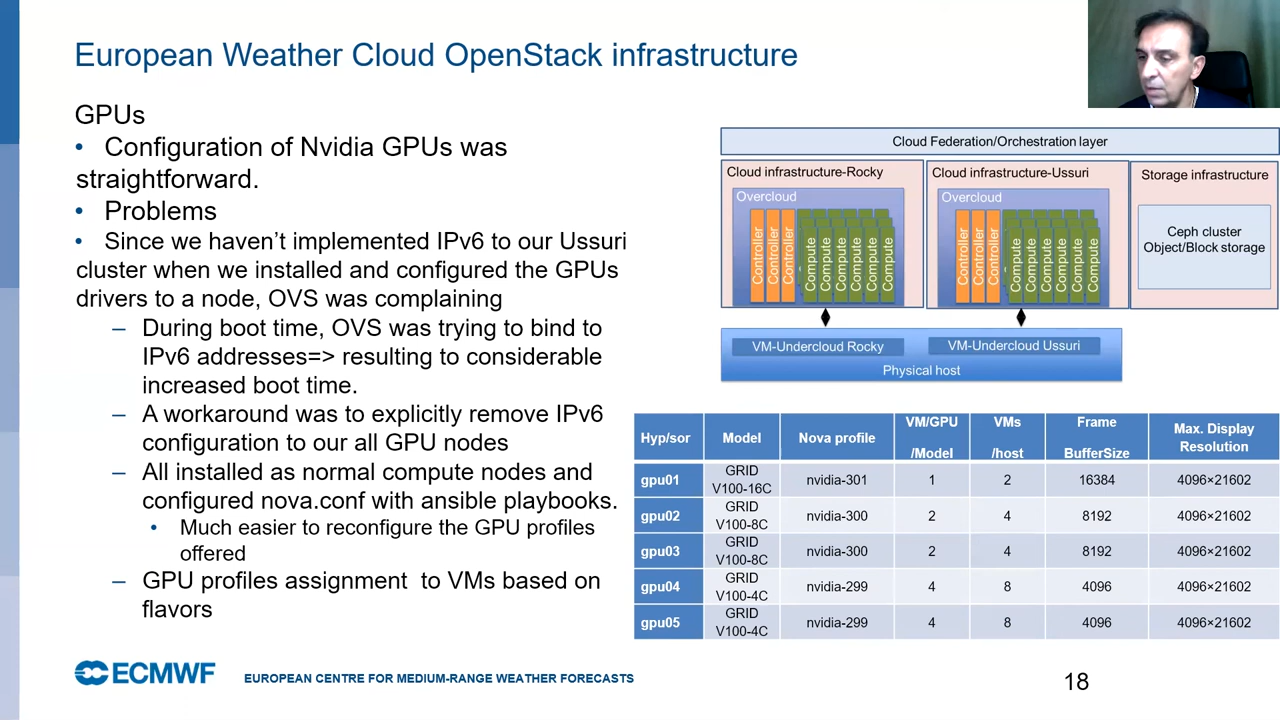 European Weather Cloud OpenStack infrastructure
GPUs
• Configuration of Nvidia GPUs was
straightforward.
• Problems
• Since we haven’t implemented IPv6 to our Ussuri
cluster when we installed and configured the GPUs
drivers to a node, OVS was complaining
– During boot time, OVS was trying to bind to
IPv6 addresses=> resulting to considerable
increased boot time.
– A workaround was to explicitly remove IPv6
configuration to our all GPU nodes
– All installed as normal compute nodes and
configured nova.conf with ansible playbooks.
• Much easier to reconfigure the GPU profiles
offered
– GPU profiles assignment to VMs based on
flavors
Cloud Federation/Orchestration layer
Cloud infrastructure-Rocky
Overcloud
Controller
Controller
Controller
Compute
Compute
Compute
Compute
Compute
Compute
Cloud infrastructure-Ussuri
Overcloud
Controller
Controller
Controller
Compute
Compute
Compute
Compute
Compute
Compute
Storage infrastructure
Ceph cluster
Object/Block storage
VM-Undercloud Rocky
VM-Undercloud Ussuri
Physical host
Hyp/sor Model Nova profile VM/GPU /Model VMs /host Frame BufferSize Max. Display Resolution
gpu01 GRID V100-16C nvidia-301 1 2 16384 4096×21602
gpu02 GRID V100-8C nvidia-300 2 4 8192 4096×21602
gpu03 GRID V100-8C nvidia-300 2 4 8192 4096×21602
gpu04 GRID V100-4C nvidia-299 4 8 4096 4096×21602
gpu05 GRID V100-4C nvidia-299 4 8 4096 4096×21602
ECMWF
EUROPEAN CENTRE FOR MEDIUM-RANGE WEATHER FORECASTS
18